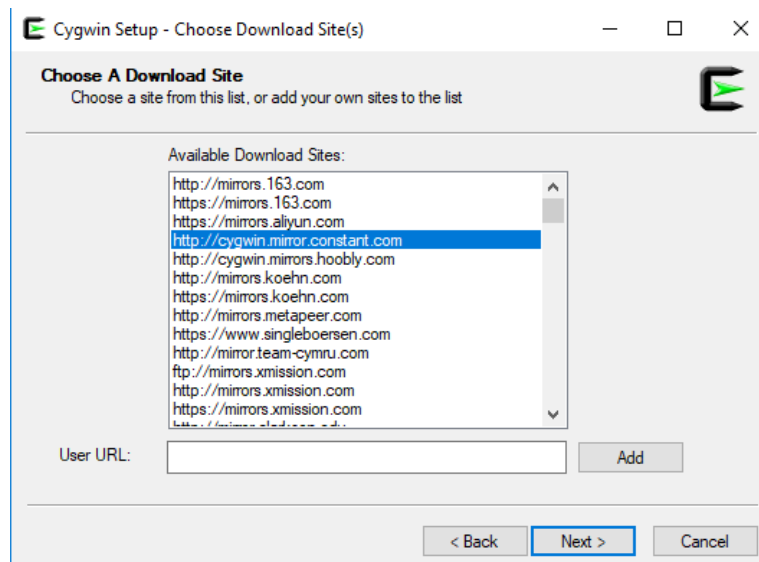 Cygwin Setup - Choose Download Site(s)
Choose A Download Site
Choose a site from this list, or add your own sites to the list
Available Download Sites:
http://mirrors.163.com
https://mirrors.163.com
https://mirrors.aliyun.com
http://cygwin.mirror.constant.com
http://cygwin.mirrors.hoobly.com
http://mirrors.koehn.com
https://mirrors.koehn.com
http://mirrors.metapeer.com
https://www.singleboersen.com
http://mirror.team-cymru.com
ftp://mirrors.xmission.com
http://mirrors.xmission.com
https://mirrors.xmission.com
User URL:
Add
< Back
Next >
Cancel